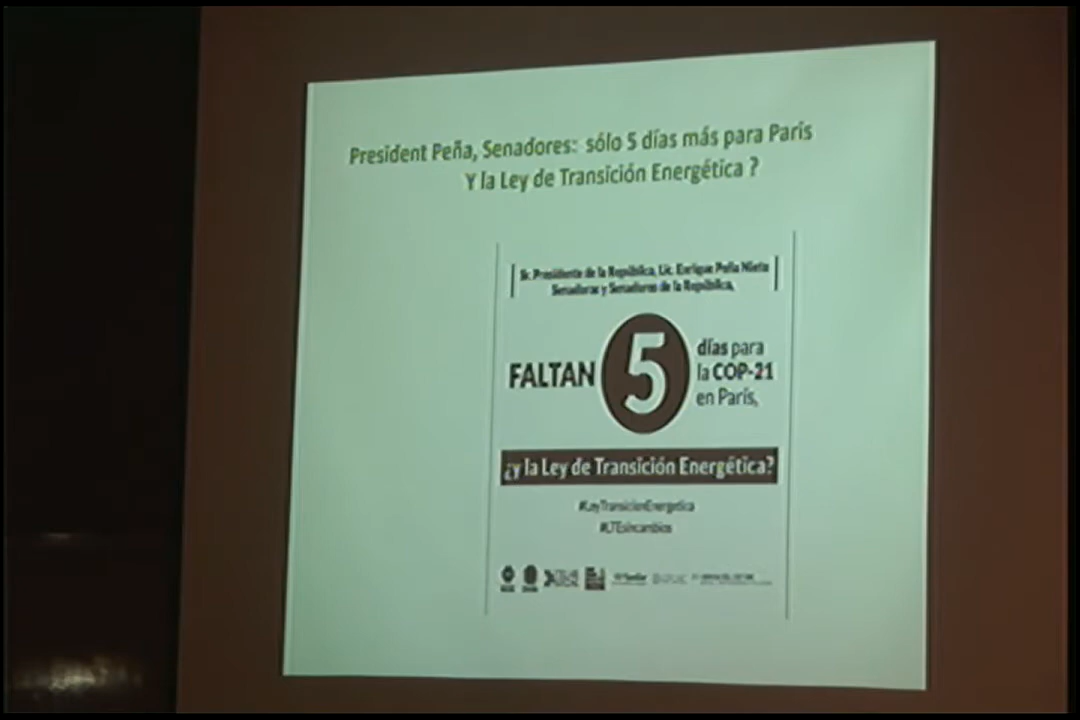 President Peña, Senadores: sólo 5 días más para Paris
Y la Ley de Transición Energética ?
Sr. Presidente de la República, Lic. Enrique Peña Nieto
Senadoras y Senadores de la República,
FALTAN 5 días para
la COP-21
en París,
¿y la Ley de Transición Energética?
#LeyTransicionEnergetica
#LTEsincambios